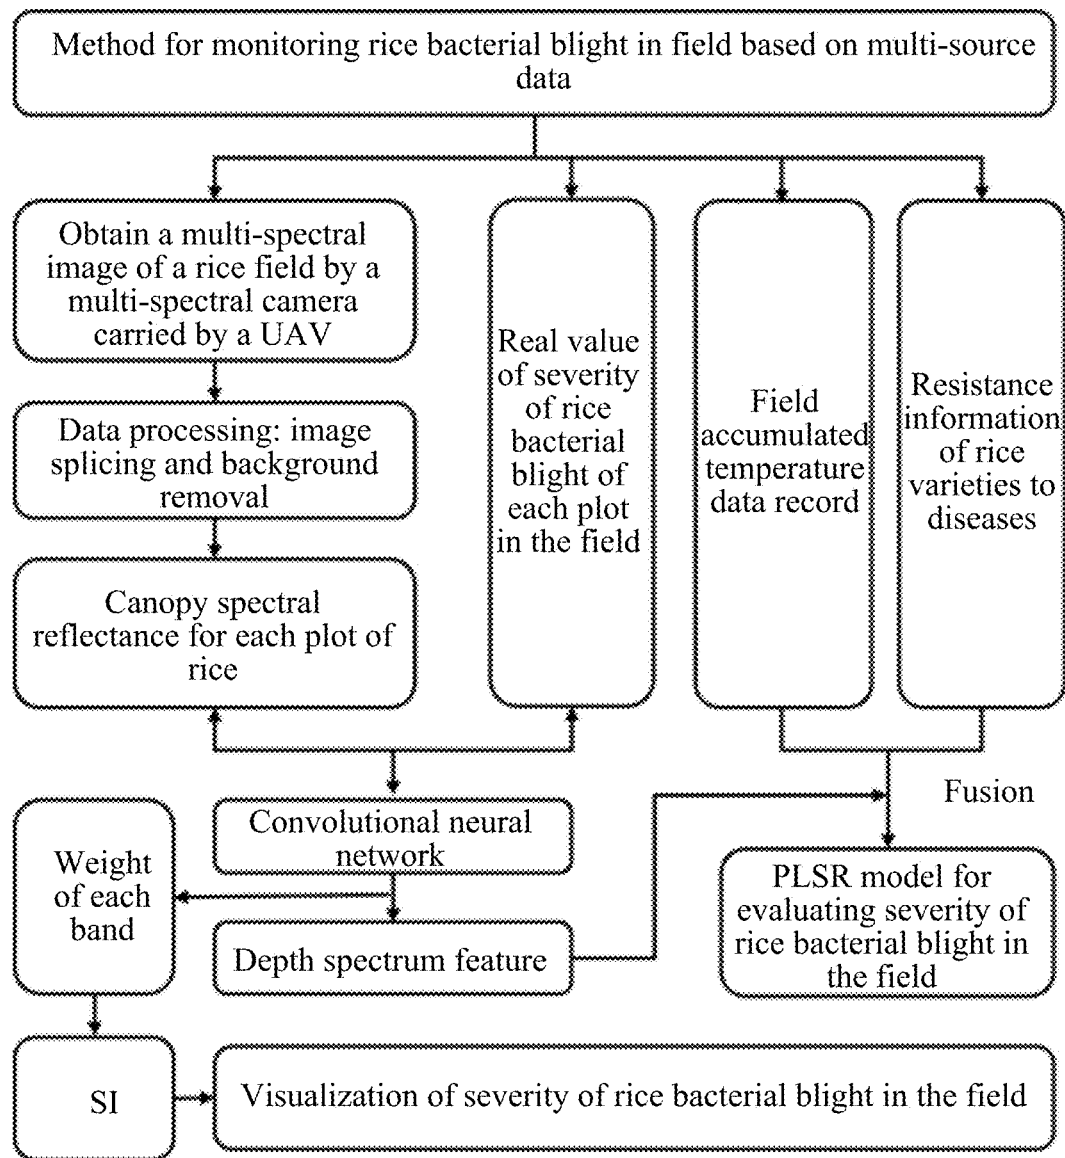 Method for monitoring rice bacterial blight in field based on multi-source
data
Obtain a multi-spectral
image of a rice field by a
multi-spectral camera
carried by a UAV
Data processing: image
splicing and background
removal
Canopy spectral
reflectance for each plot of
rice
Real value
of severity
of rice
bacterial
blight of
each plot
in the field
Field
accumulated
temperature
data record
Resistance
information
of rice
varieties to
diseases
Fusion
Convolutional neural
network
Weight
of each
band
Depth spectrum feature
PLSR model for
evaluating severity of
rice bacterial blight in
the field
SI
Visualization of severity of rice bacterial blight in the field